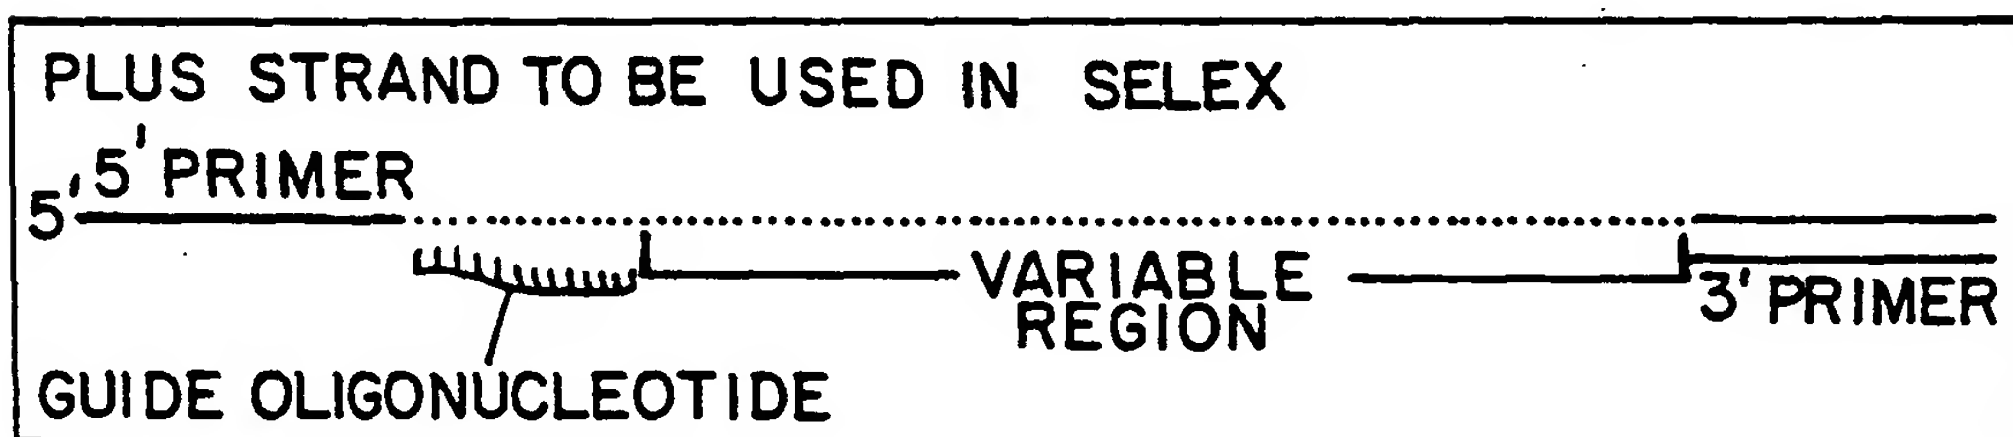 PLUS STRAND TO BE USED IN SELEX
5' PRIMER
5'
VARIABLE
REGION
3' PRIMER
GUIDE OLIGONUCLEOTIDE